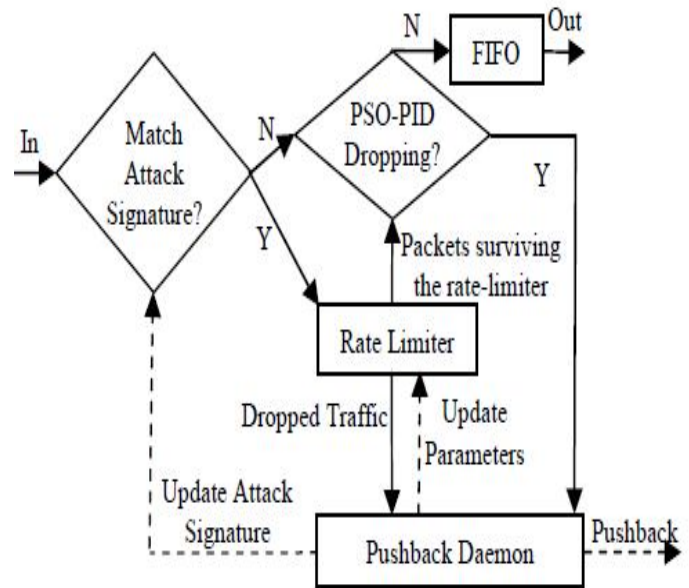 In
Match
Attack
Signature?
N
Y
PSO-PID
Dropping?
N
FIFO
Out
Y
Packets surviving
the rate-limiter
Rate Limiter
Dropped Traffic
Update
Parameters
Update Attack
Signature
Pushback Daemon
Pushback